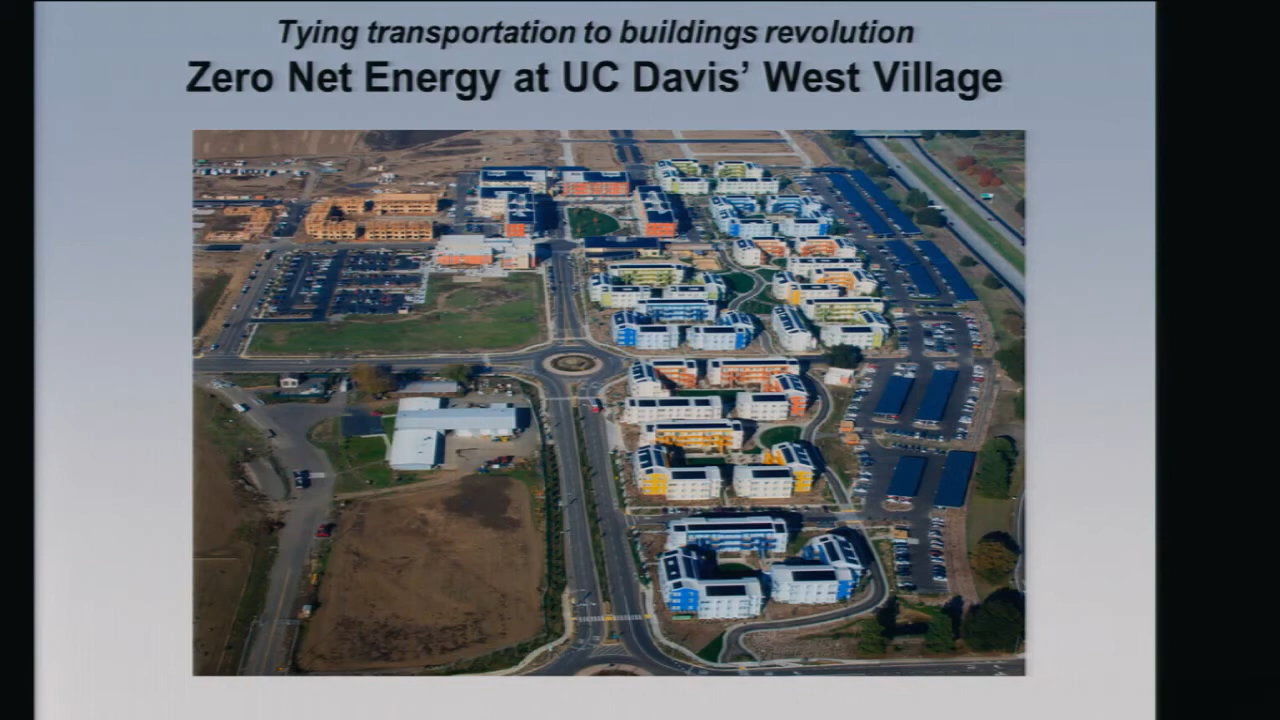 Tying transportation to buildings revolution
Zero Net Energy at UC Davis’ West Village